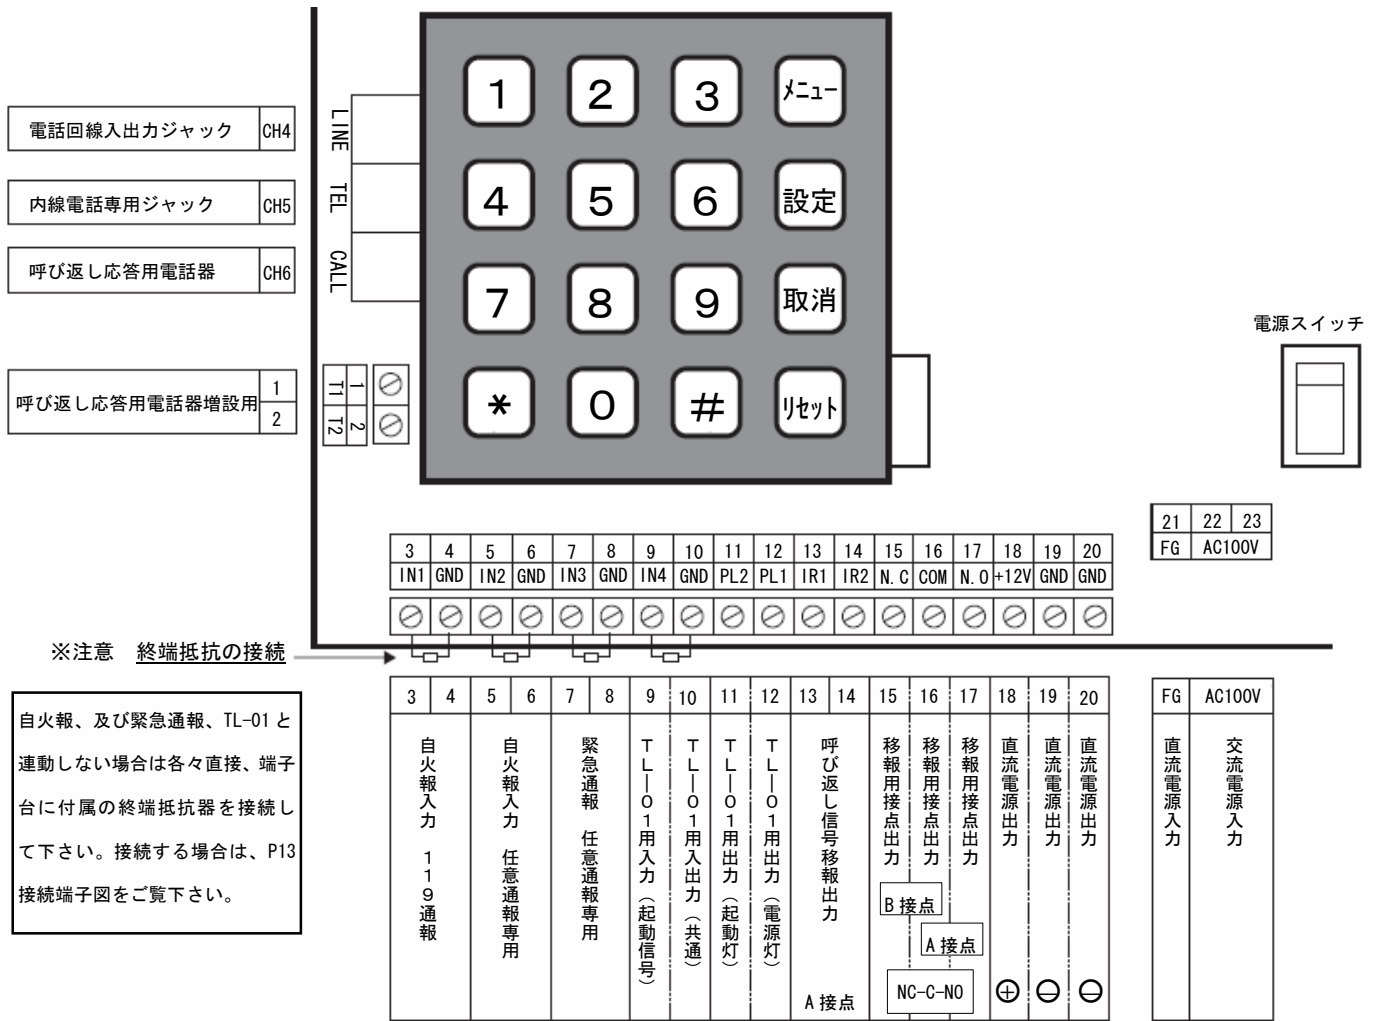 電話回線入出力ジャック CH4
内線電話専用ジャック CH5
呼び返し応答用電話器 CH6
呼び返し応答用電話器増設用 1 2
LINE
TEL
CALL
T1 1
T2 2
1 2 3 メニュー
4 5 6 設定
7 8 9 取消
* 0 # リセット
電源スイッチ
21 22 23
FG AC100V
3 4 5 6 7 8 9 10 11 12 13 14 15 16 17 18 19 20
IN1 GND IN2 GND IN3 GND IN4 GND PL2 PL1 IR1 IR2 N.C COM N.O +12V GND GND
※注意 終端抵抗の接続
自火報、及び緊急通報、TL-01と
連動しない場合は各々直接、端子
台に付属の終端抵抗器を接続し
て下さい。接続する場合は、P13
接続端子図をご覧下さい。
3 4 5 6 7 8 9 10 11 12 13 14 15 16 17 18 19 20
自火報入力 119通報
自火報入力 任意通報専用
緊急通報 任意通報専用
TL―01用入力(起動信号)
TL―01用入出力(共通)
TL―01用出力(起動灯)
TL―01用出力(電源灯)
呼び返し信号移報出力
A接点
移報用接点出力
移報用接点出力
移報用接点出力
B接点
A接点
NC-C-NO
直流電源出力 ⊕
直流電源出力 ⊖
直流電源出力 ⊖
FG AC100V
直流電源入力
交流電源入力